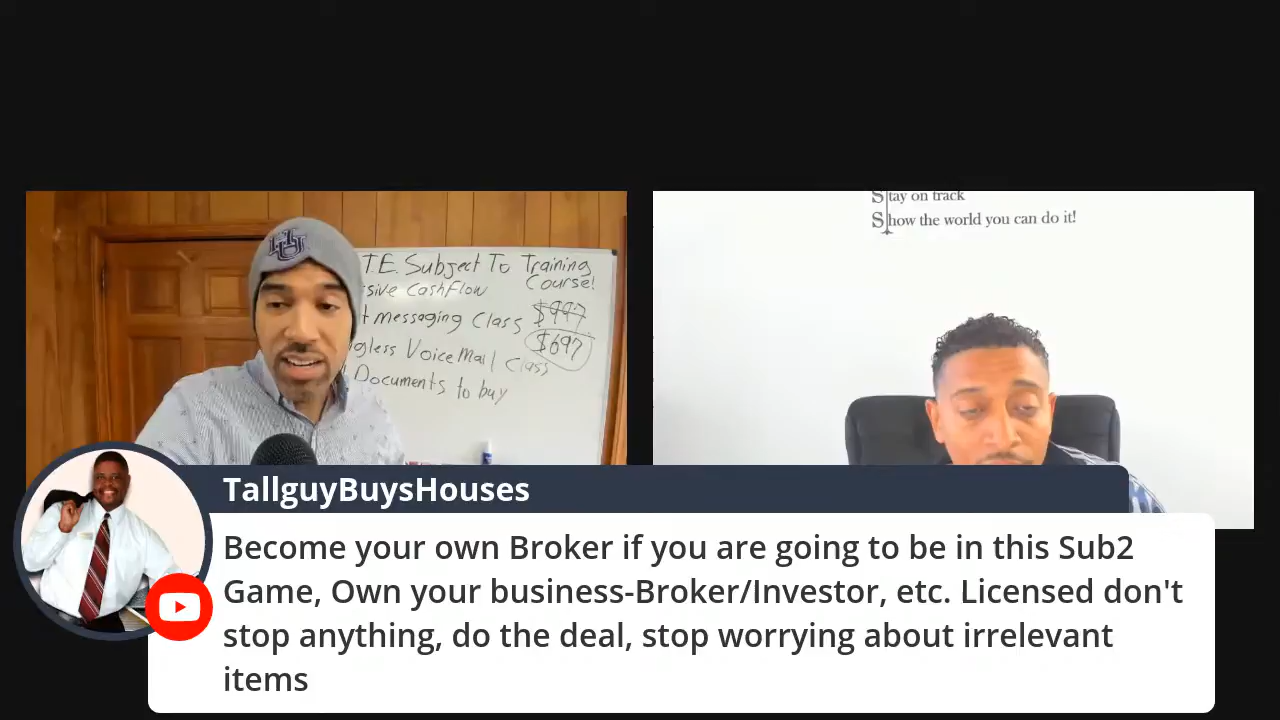 tay on track
Show the world you can do it!
HU
T.E. Subject To Training
sive Cashflow Course!
t messaging Class $997
$697
gless VoiceMail Class
Documents to buy
TallguyBuysHouses
Become your own Broker if you are going to be in this Sub2
Game, Own your business-Broker/Investor, etc. Licensed don't
stop anything, do the deal, stop worrying about irrelevant
items